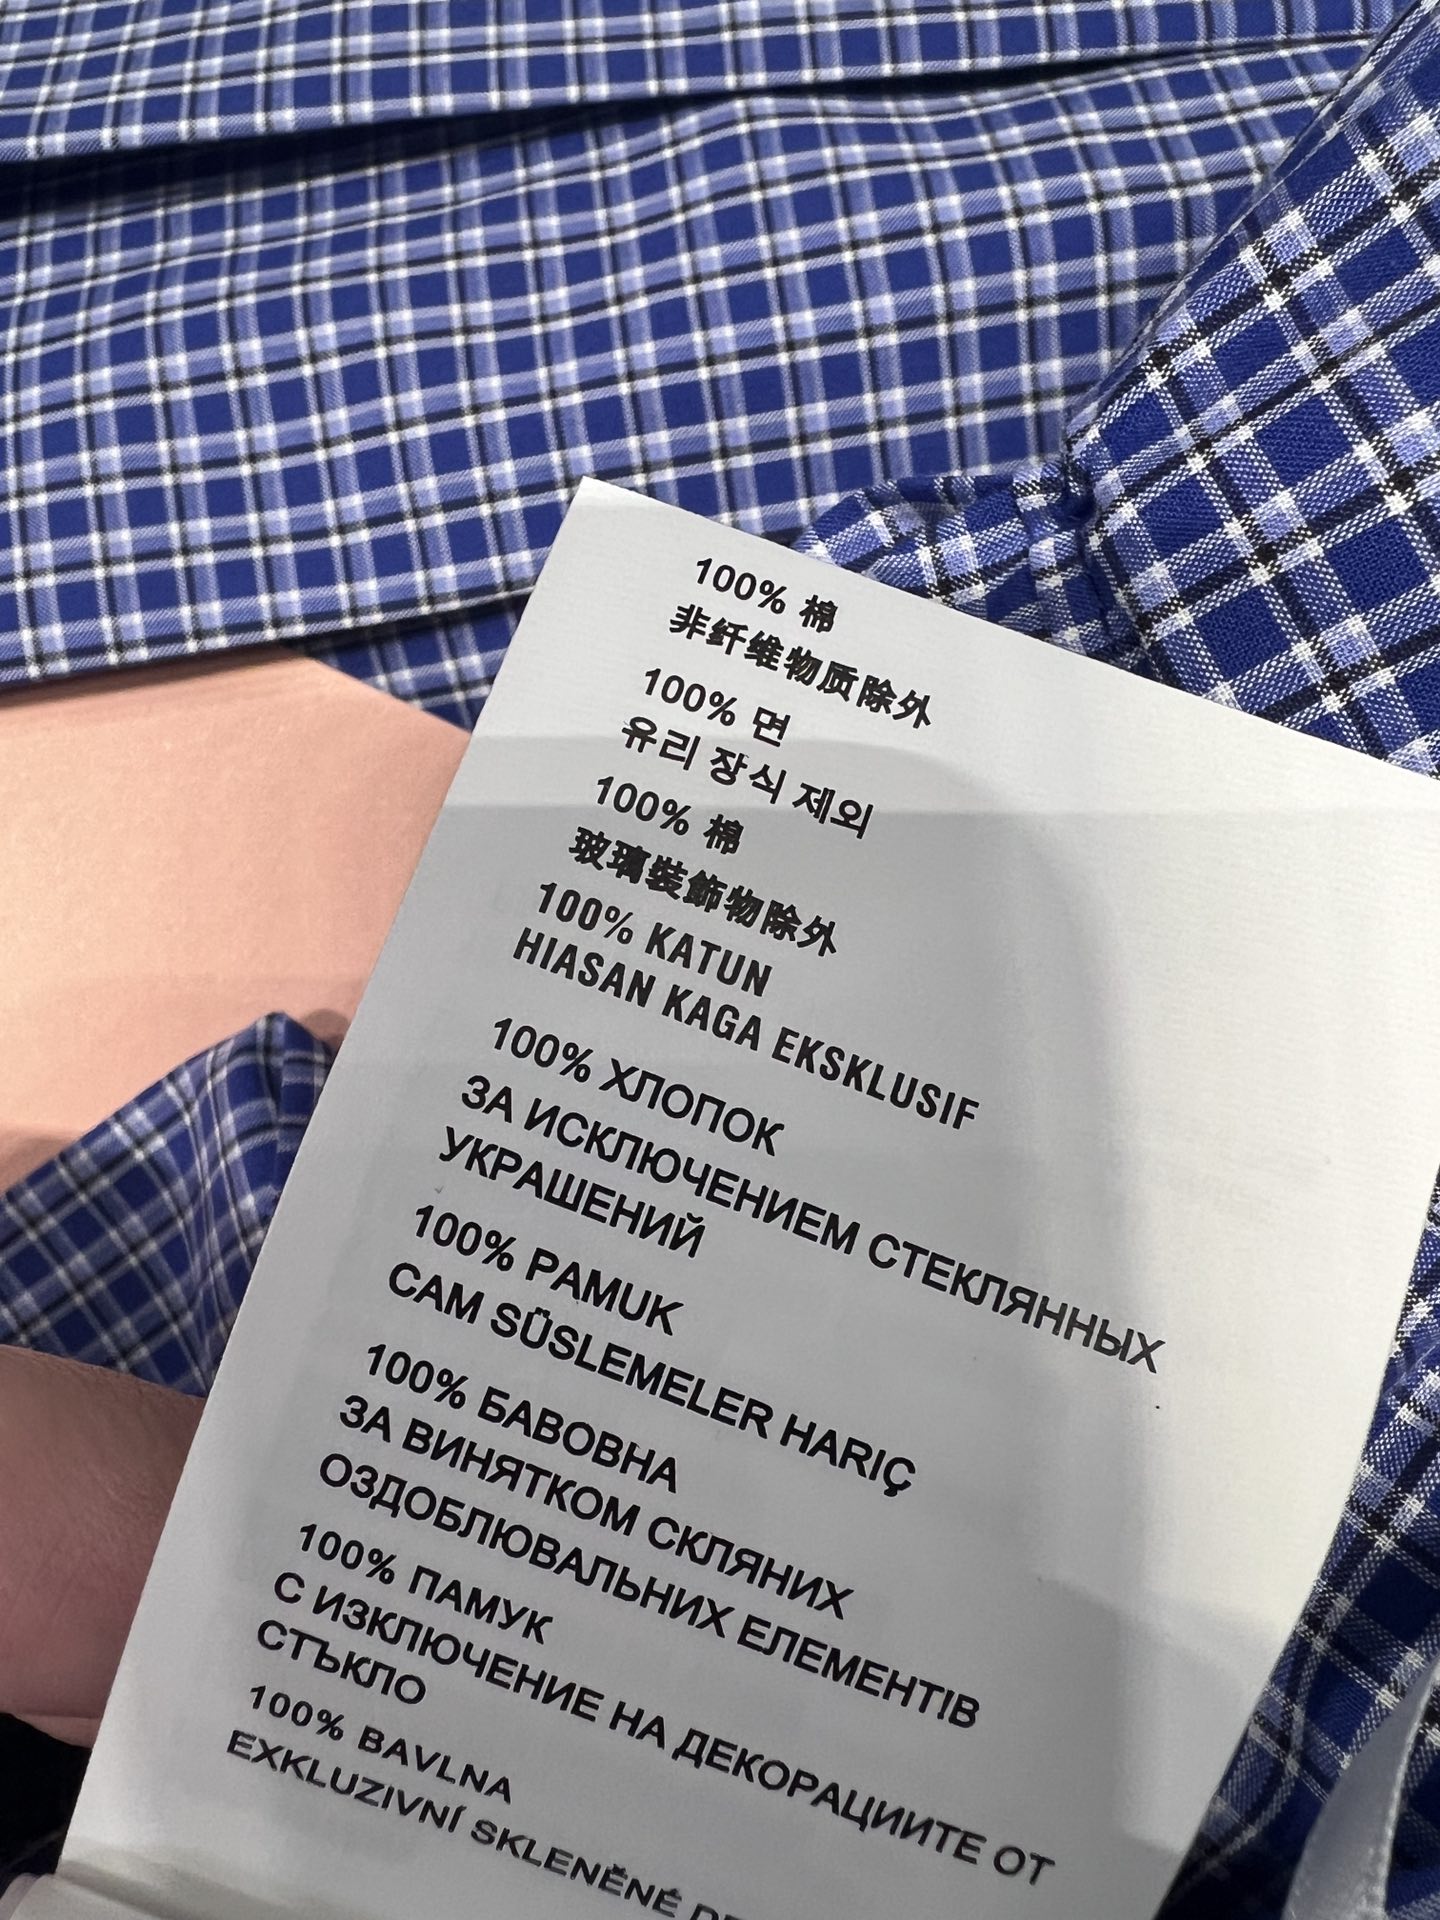 100% 棉
非纤维物质除外
100% 면
유리 장식 제외
100% 棉
玻璃裝飾物除外
100% KATUN
HIASAN KAGA EKSKLUSIF
100% ХЛОПОК
ЗА ИСКЛЮЧЕНИЕМ СТЕКЛЯННЫХ
УКРАШЕНИЙ
100% PAMUK
CAM SÜSLEMELER HARIÇ
100% БАВОВНА
ЗА ВИНЯТКОМ СКЛЯНИХ
ОЗДОБЛЮВАЛЬНИХ ЕЛЕМЕНТІВ
100% ПАМУК
С ИЗКЛЮЧЕНИЕ НА ДЕКОРАЦИИТЕ ОТ
СТЪКЛО
100% BAVLNA
EXKLUZIVNÍ SKLENĚNÉ